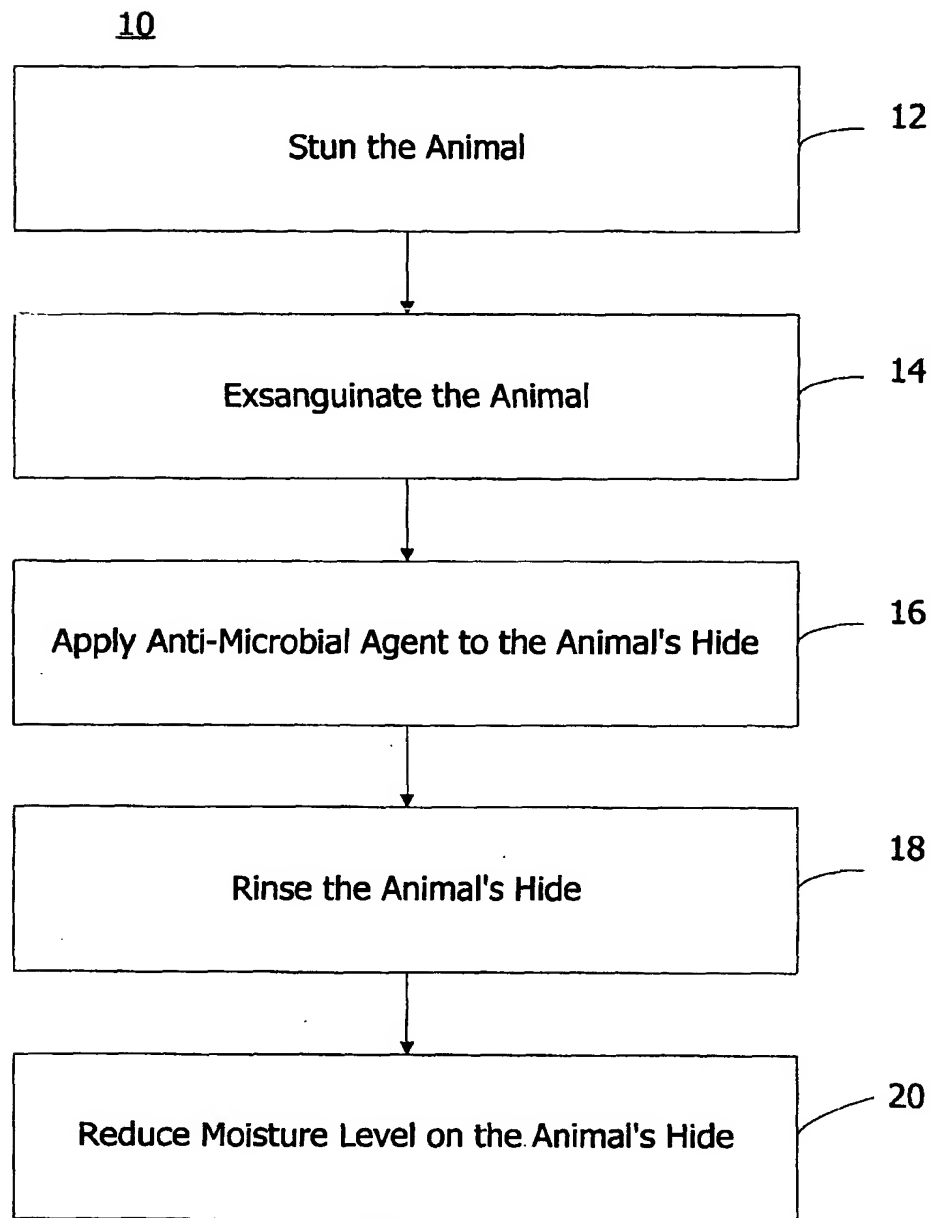 10
Stun the Animal
12
Exsanguinate the Animal
14
Apply Anti-Microbial Agent to the Animal's Hide
16
Rinse the Animal's Hide
18
Reduce Moisture Level on the Animal's Hide
20